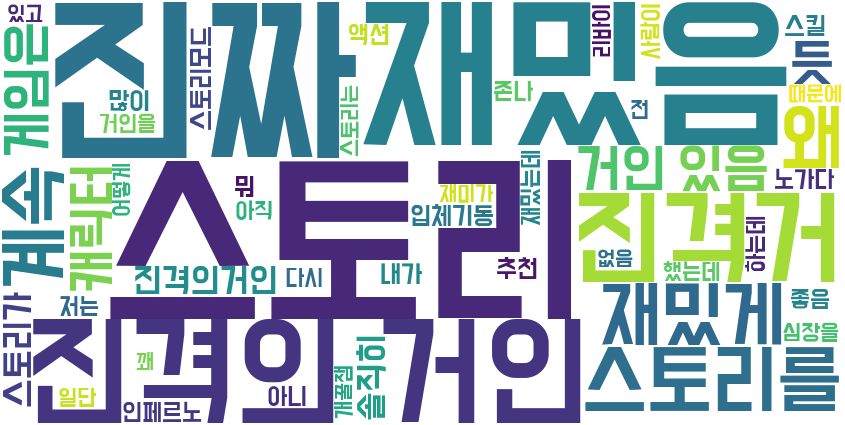 있고
진짜
재밌음
액션
리바이
사람이
스킬
듯
게임은
많이
거인을
스토리모드
스토리는
존나
전
때문에
왜
계속
캐릭터
어떻게
뭐
아직
스토리
재미가
입체기동
재밌는데
거인
있음
노가다
진격거
하는데
없음
했는데
진격의거인
다시
내가
추천
저는
스토리가
재밌게
좋음
심장을
진격의
거인
꽤
일단
인페르노
아니
개꿀잼
솔직히
스토리를